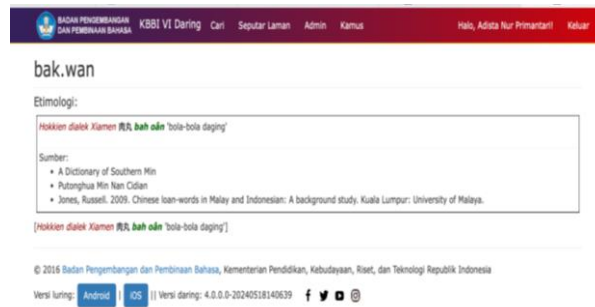 BADAN PENGEMBANGAN
DAN PEMBINAAN BAHASA
KBBI VI Daring Cari Seputar Laman Admin Kamus Halo, Adista Nur Primantari! Keluar
bak.wan
Etimologi:
Hokkien dialek Xiamen 肉丸 bah oân 'bola-bola daging'
Sumber:
• A Dictionary of Southern Min
• Putonghua Min Nan Cidian
• Jones, Russell. 2009. Chinese loan-words in Malay and Indonesian: A background study. Kuala Lumpur: University of Malaya.
[Hokkien dialek Xiamen 肉丸 bah oân 'bola-bola daging']
© 2016 Badan Pengembangan dan Pembinaan Bahasa, Kementerian Pendidikan, Kebudayaan, Riset, dan Teknologi Republik Indonesia
Versi luring: Android | iOS || Versi daring: 4.0.0.0-20240518140639